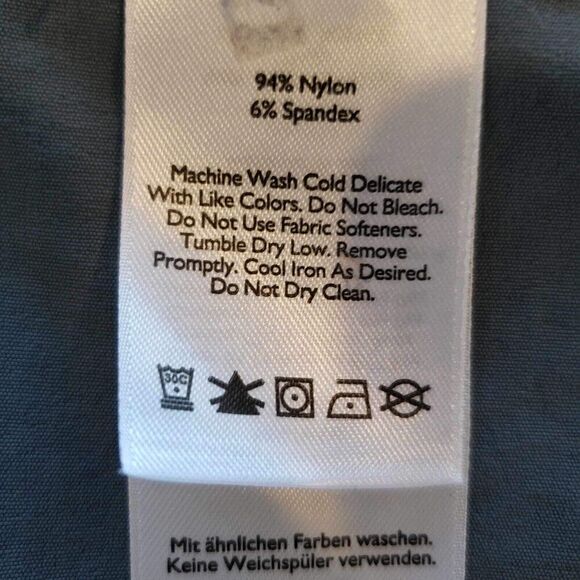 94% Nylon
6% Spandex
Machine Wash Cold Delicate
With Like Colors. Do Not Bleach.
Do Not Use Fabric Softeners.
Tumble Dry Low. Remove
Promptly. Cool Iron As Desired.
Do Not Dry Clean.
30C
Mit ähnlichen Farben waschen.
Keine Weichspüler verwenden.